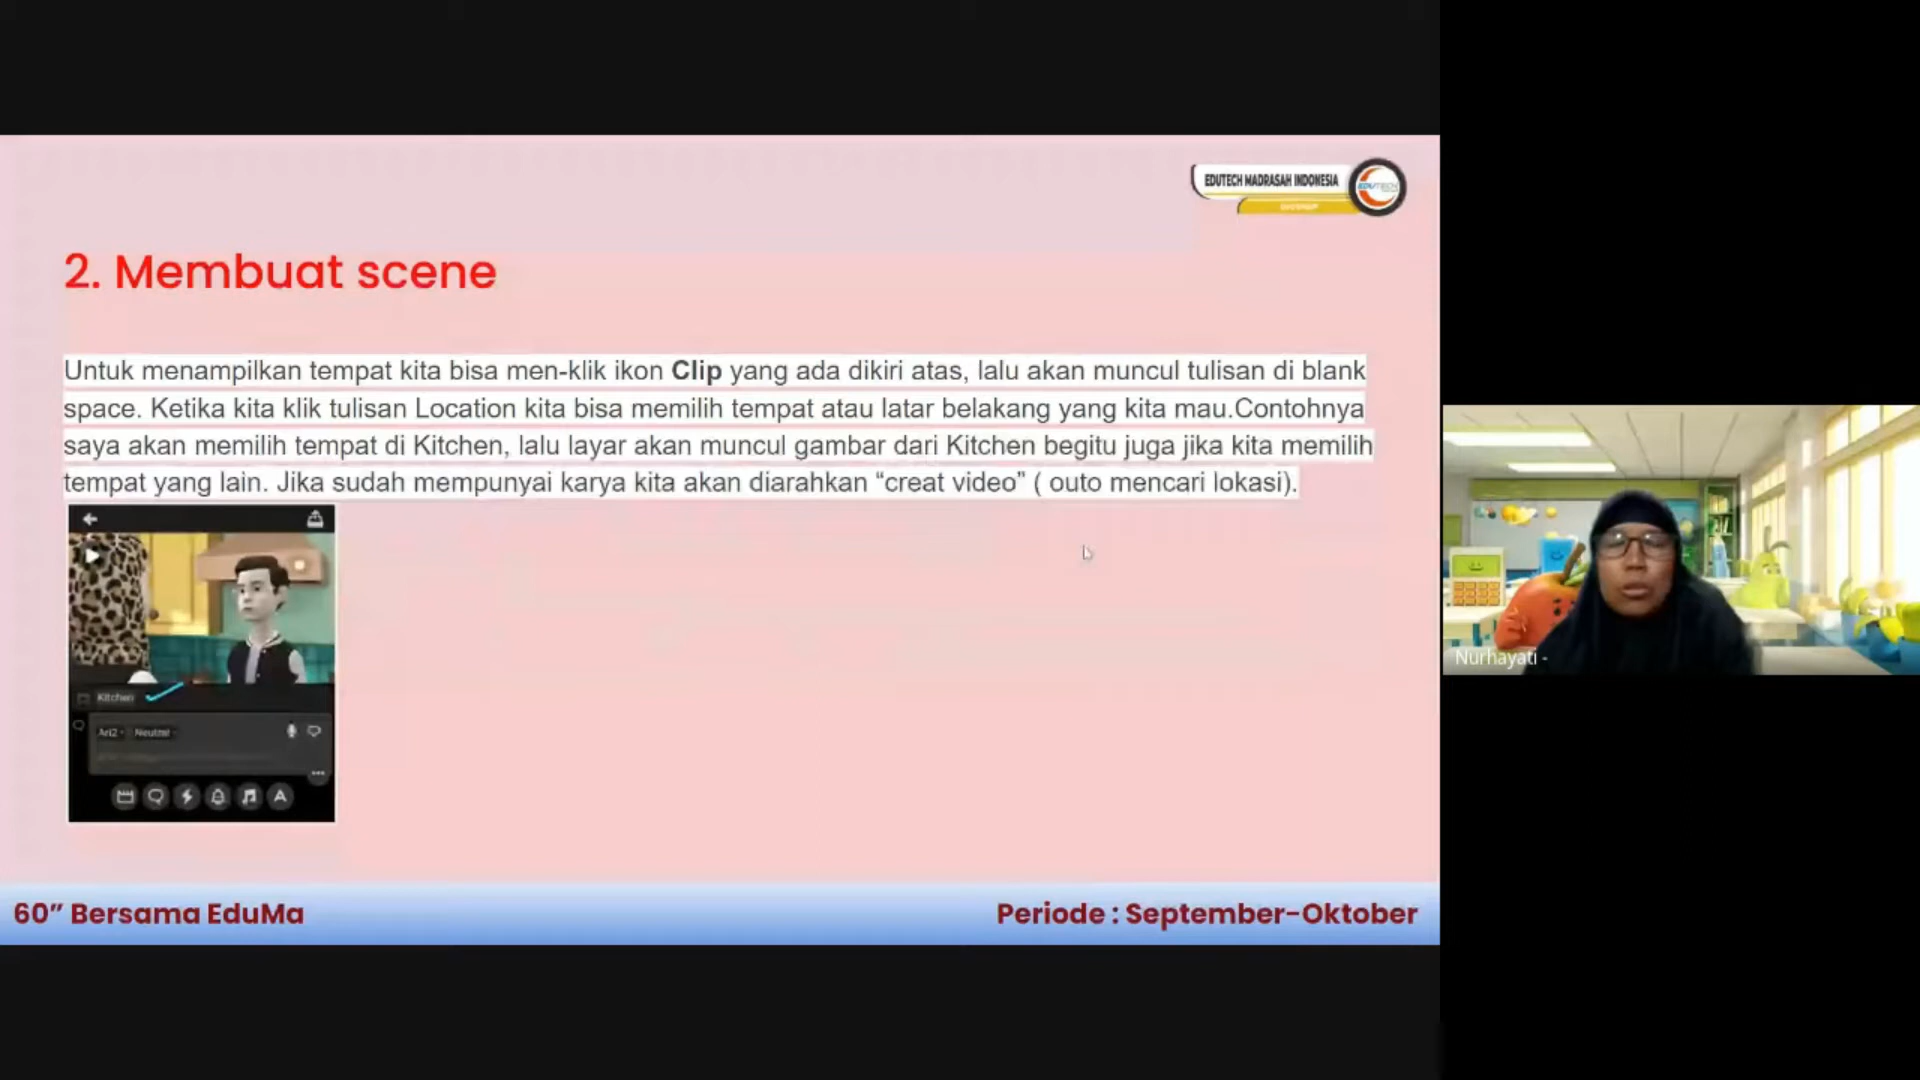 EDUTECH MADRASAH INDONESIA
EDUTECH
2. Membuat scene
Untuk menampilkan tempat kita bisa men-klik ikon Clip yang ada dikiri atas, lalu akan muncul tulisan di blank
space. Ketika kita klik tulisan Location kita bisa memilih tempat atau latar belakang yang kita mau.Contohnya
saya akan memilih tempat di Kitchen, lalu layar akan muncul gambar dari Kitchen begitu juga jika kita memilih
tempat yang lain. Jika sudah mempunyai karya kita akan diarahkan “creat video” ( outo mencari lokasi).
Kitchen
Ari2 Neutral
Nurhayati -
60” Bersama EduMa
Periode : September-Oktober